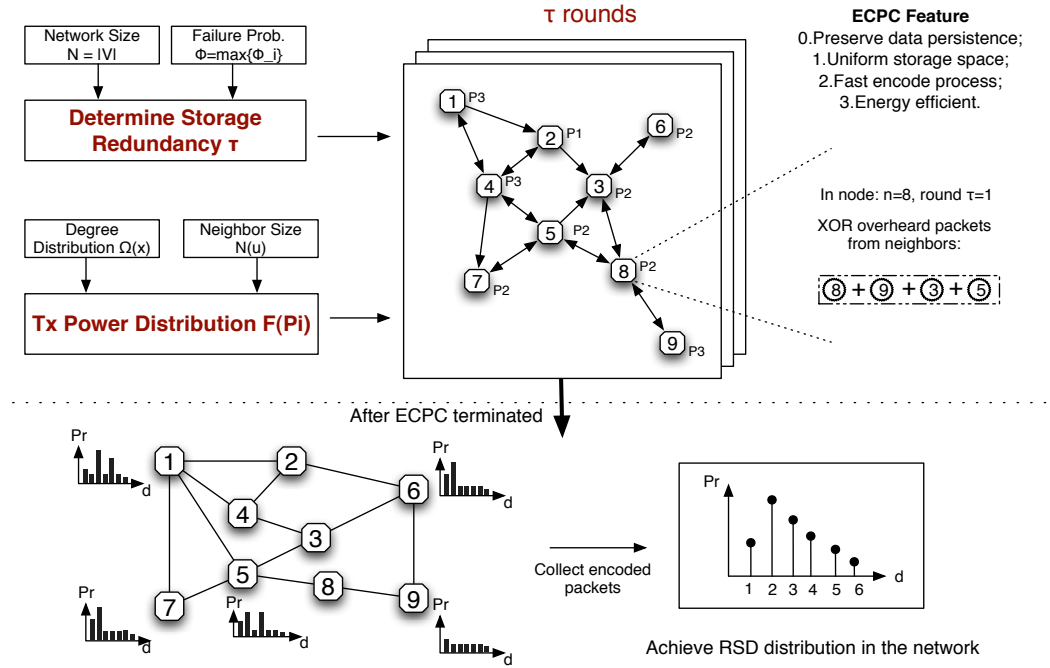 τ rounds
Network Size
N = |V|
Failure Prob.
Φ=max{Φ_i}
Determine Storage
Redundancy τ
Degree
Distribution Ω(x)
Neighbor Size
N(u)
Tx Power Distribution F(Pi)
1 P3
2 P1
6 P2
4 P3
3 P2
5 P2
8 P2
7 P2
9 P3
ECPC Feature
0.Preserve data persistence;
1.Uniform storage space;
2.Fast encode process;
3.Energy efficient.
In node: n=8, round τ=1
XOR overheard packets
from neighbors:
8 + 9 + 3 + 5
After ECPC terminated
Pr
d
1
2
Pr
d
6
4
3
5
8
7
9
Pr
d
Pr
d
Pr
d
Collect encoded
packets
Pr
d
1 2 3 4 5 6
Achieve RSD distribution in the network